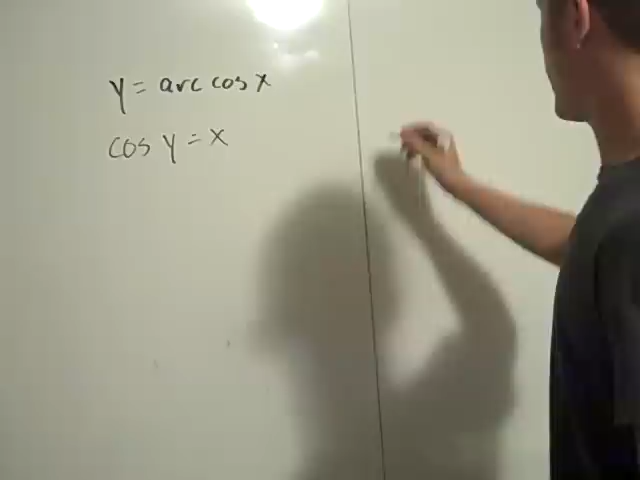 y = arc cos x
cos y = x